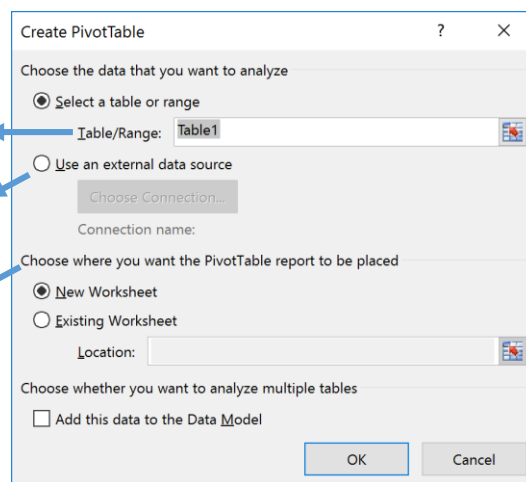 Create PivotTable ? ×
Choose the data that you want to analyze
Select a table or range
Table/Range: Table1
Use an external data source
Choose Connection...
Connection name:
Choose where you want the PivotTable report to be placed
New Worksheet
Existing Worksheet
Location:
Choose whether you want to analyze multiple tables
Add this data to the Data Model
OK Cancel